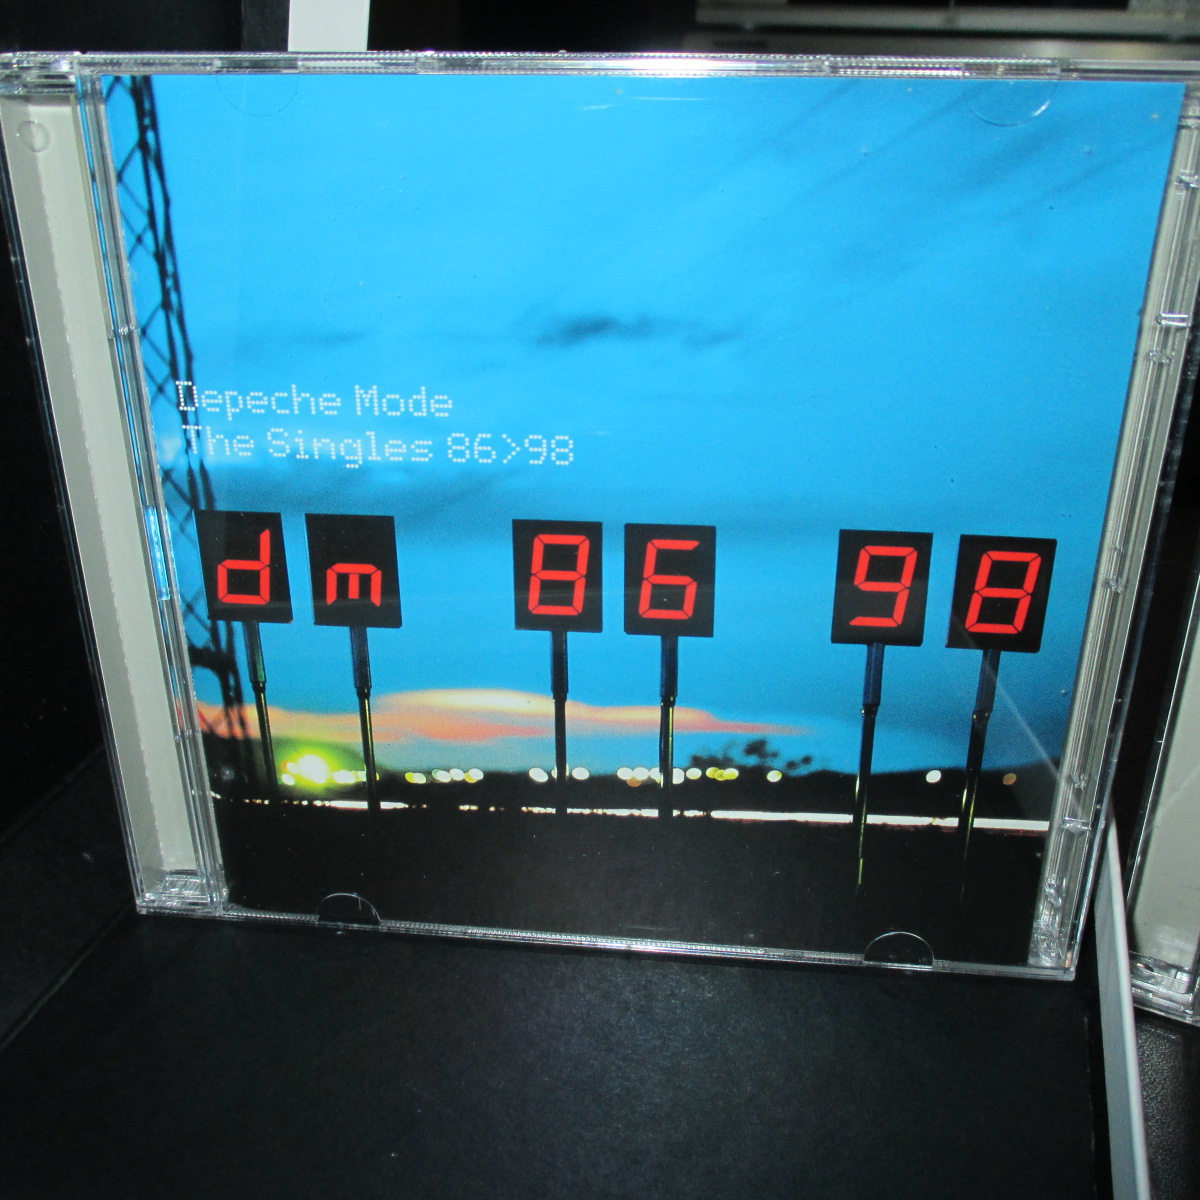 Depeche Mode
The Singles 86>98
dm 86 98